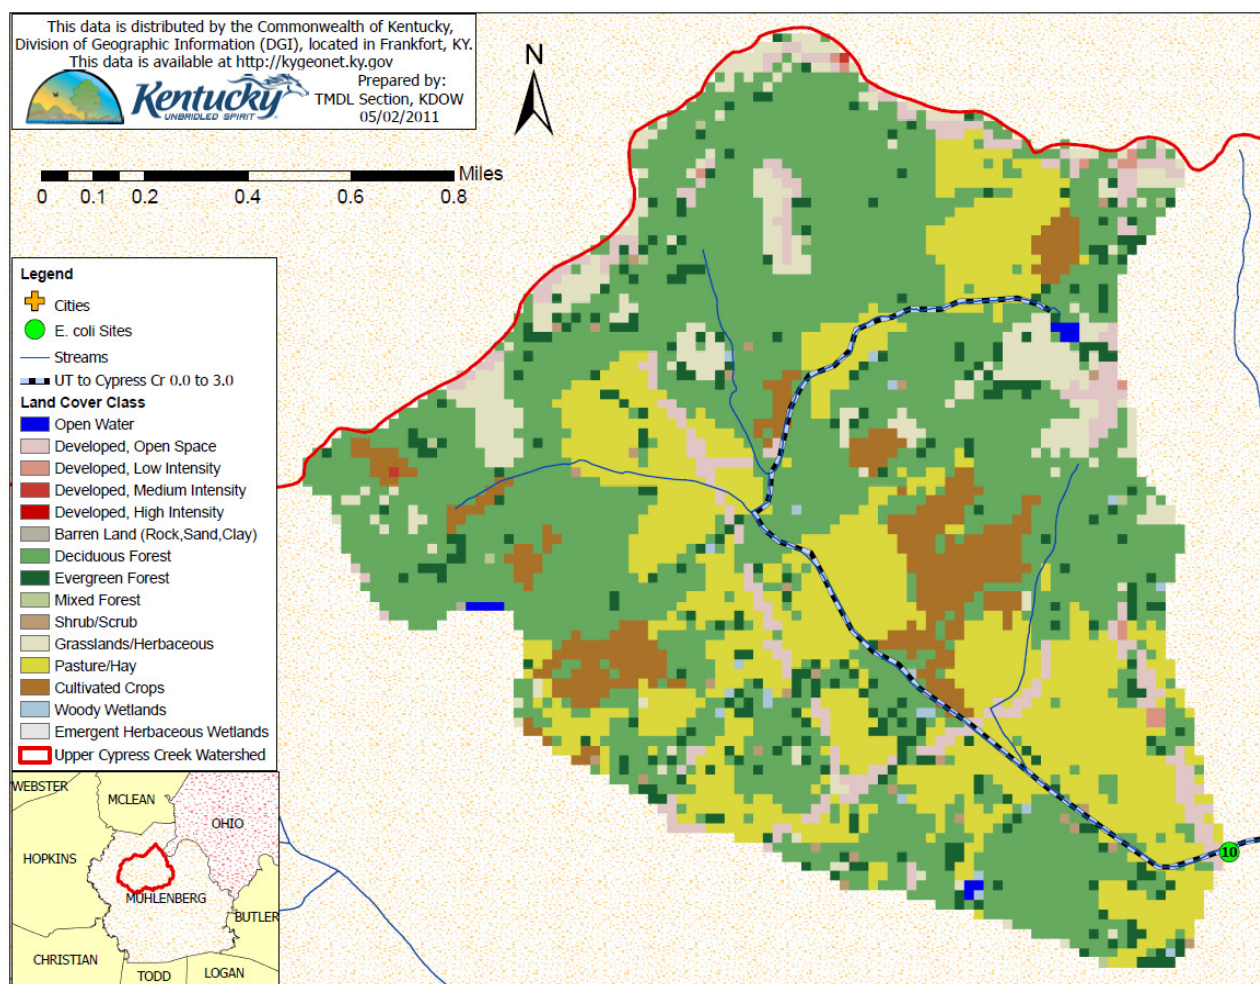 This data is distributed by the Commonwealth of Kentucky,
Division of Geographic Information (DGI), located in Frankfort, KY.
This data is available at http://kygeonet.ky.gov
Kentucky
UNBRIDLED SPIRIT
Prepared by:
TMDL Section, KDOW
05/02/2011
N
Miles
0 0.1 0.2 0.4 0.6 0.8
Legend
Cities
E. coli Sites
Streams
UT to Cypress Cr 0.0 to 3.0
Land Cover Class
Open Water
Developed, Open Space
Developed, Low Intensity
Developed, Medium Intensity
Developed, High Intensity
Barren Land (Rock,Sand,Clay)
Deciduous Forest
Evergreen Forest
Mixed Forest
Shrub/Scrub
Grasslands/Herbaceous
Pasture/Hay
Cultivated Crops
Woody Wetlands
Emergent Herbaceous Wetlands
Upper Cypress Creek Watershed
WEBSTER
MCLEAN
OHIO
HOPKINS
MUHLENBERG
BUTLER
CHRISTIAN
TODD
LOGAN
10